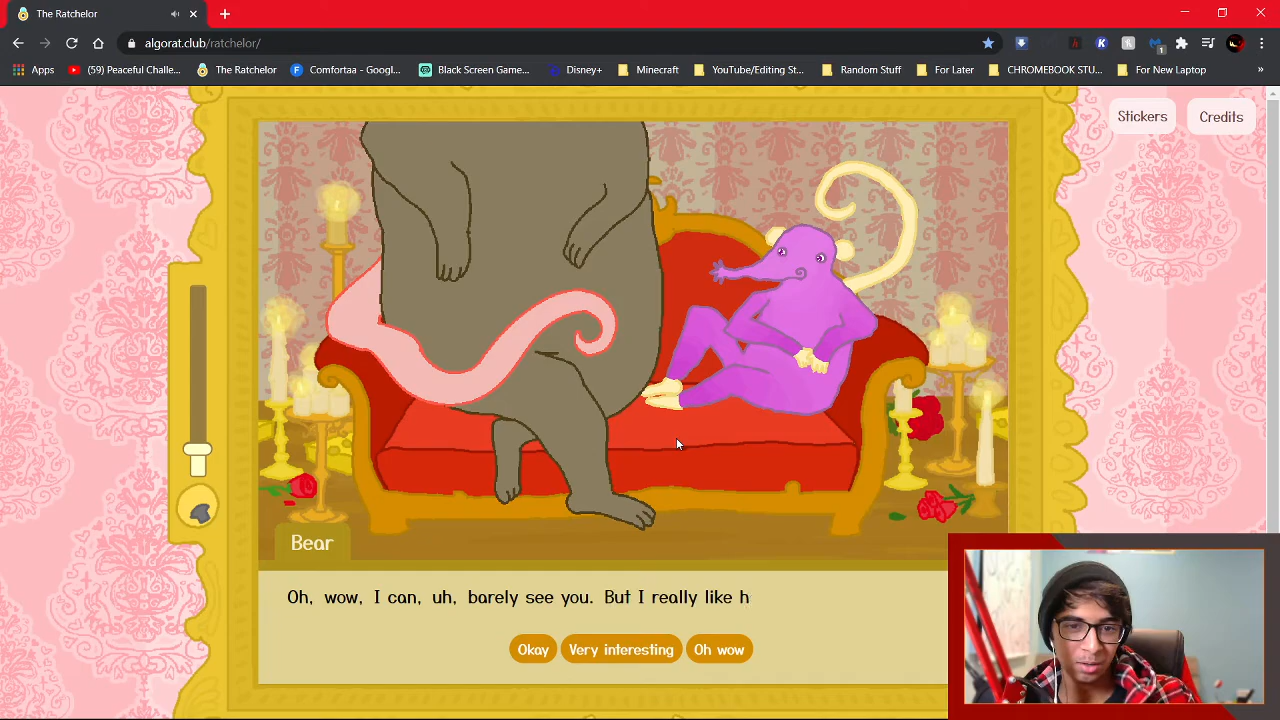 The Ratchelor
algorat.club/ratchelor/
Apps
(59) Peaceful Challe...
The Ratchelor
Comfortaa - Googl...
Black Screen Game...
Disney+
Minecraft
YouTube/Editing St...
Random Stuff
For Later
CHROMEBOOK STU...
For New Laptop
»
1
Stickers
Credits
Bear
Oh, wow, I can, uh, barely see you. But I really like h
Okay
Very interesting
Oh wow